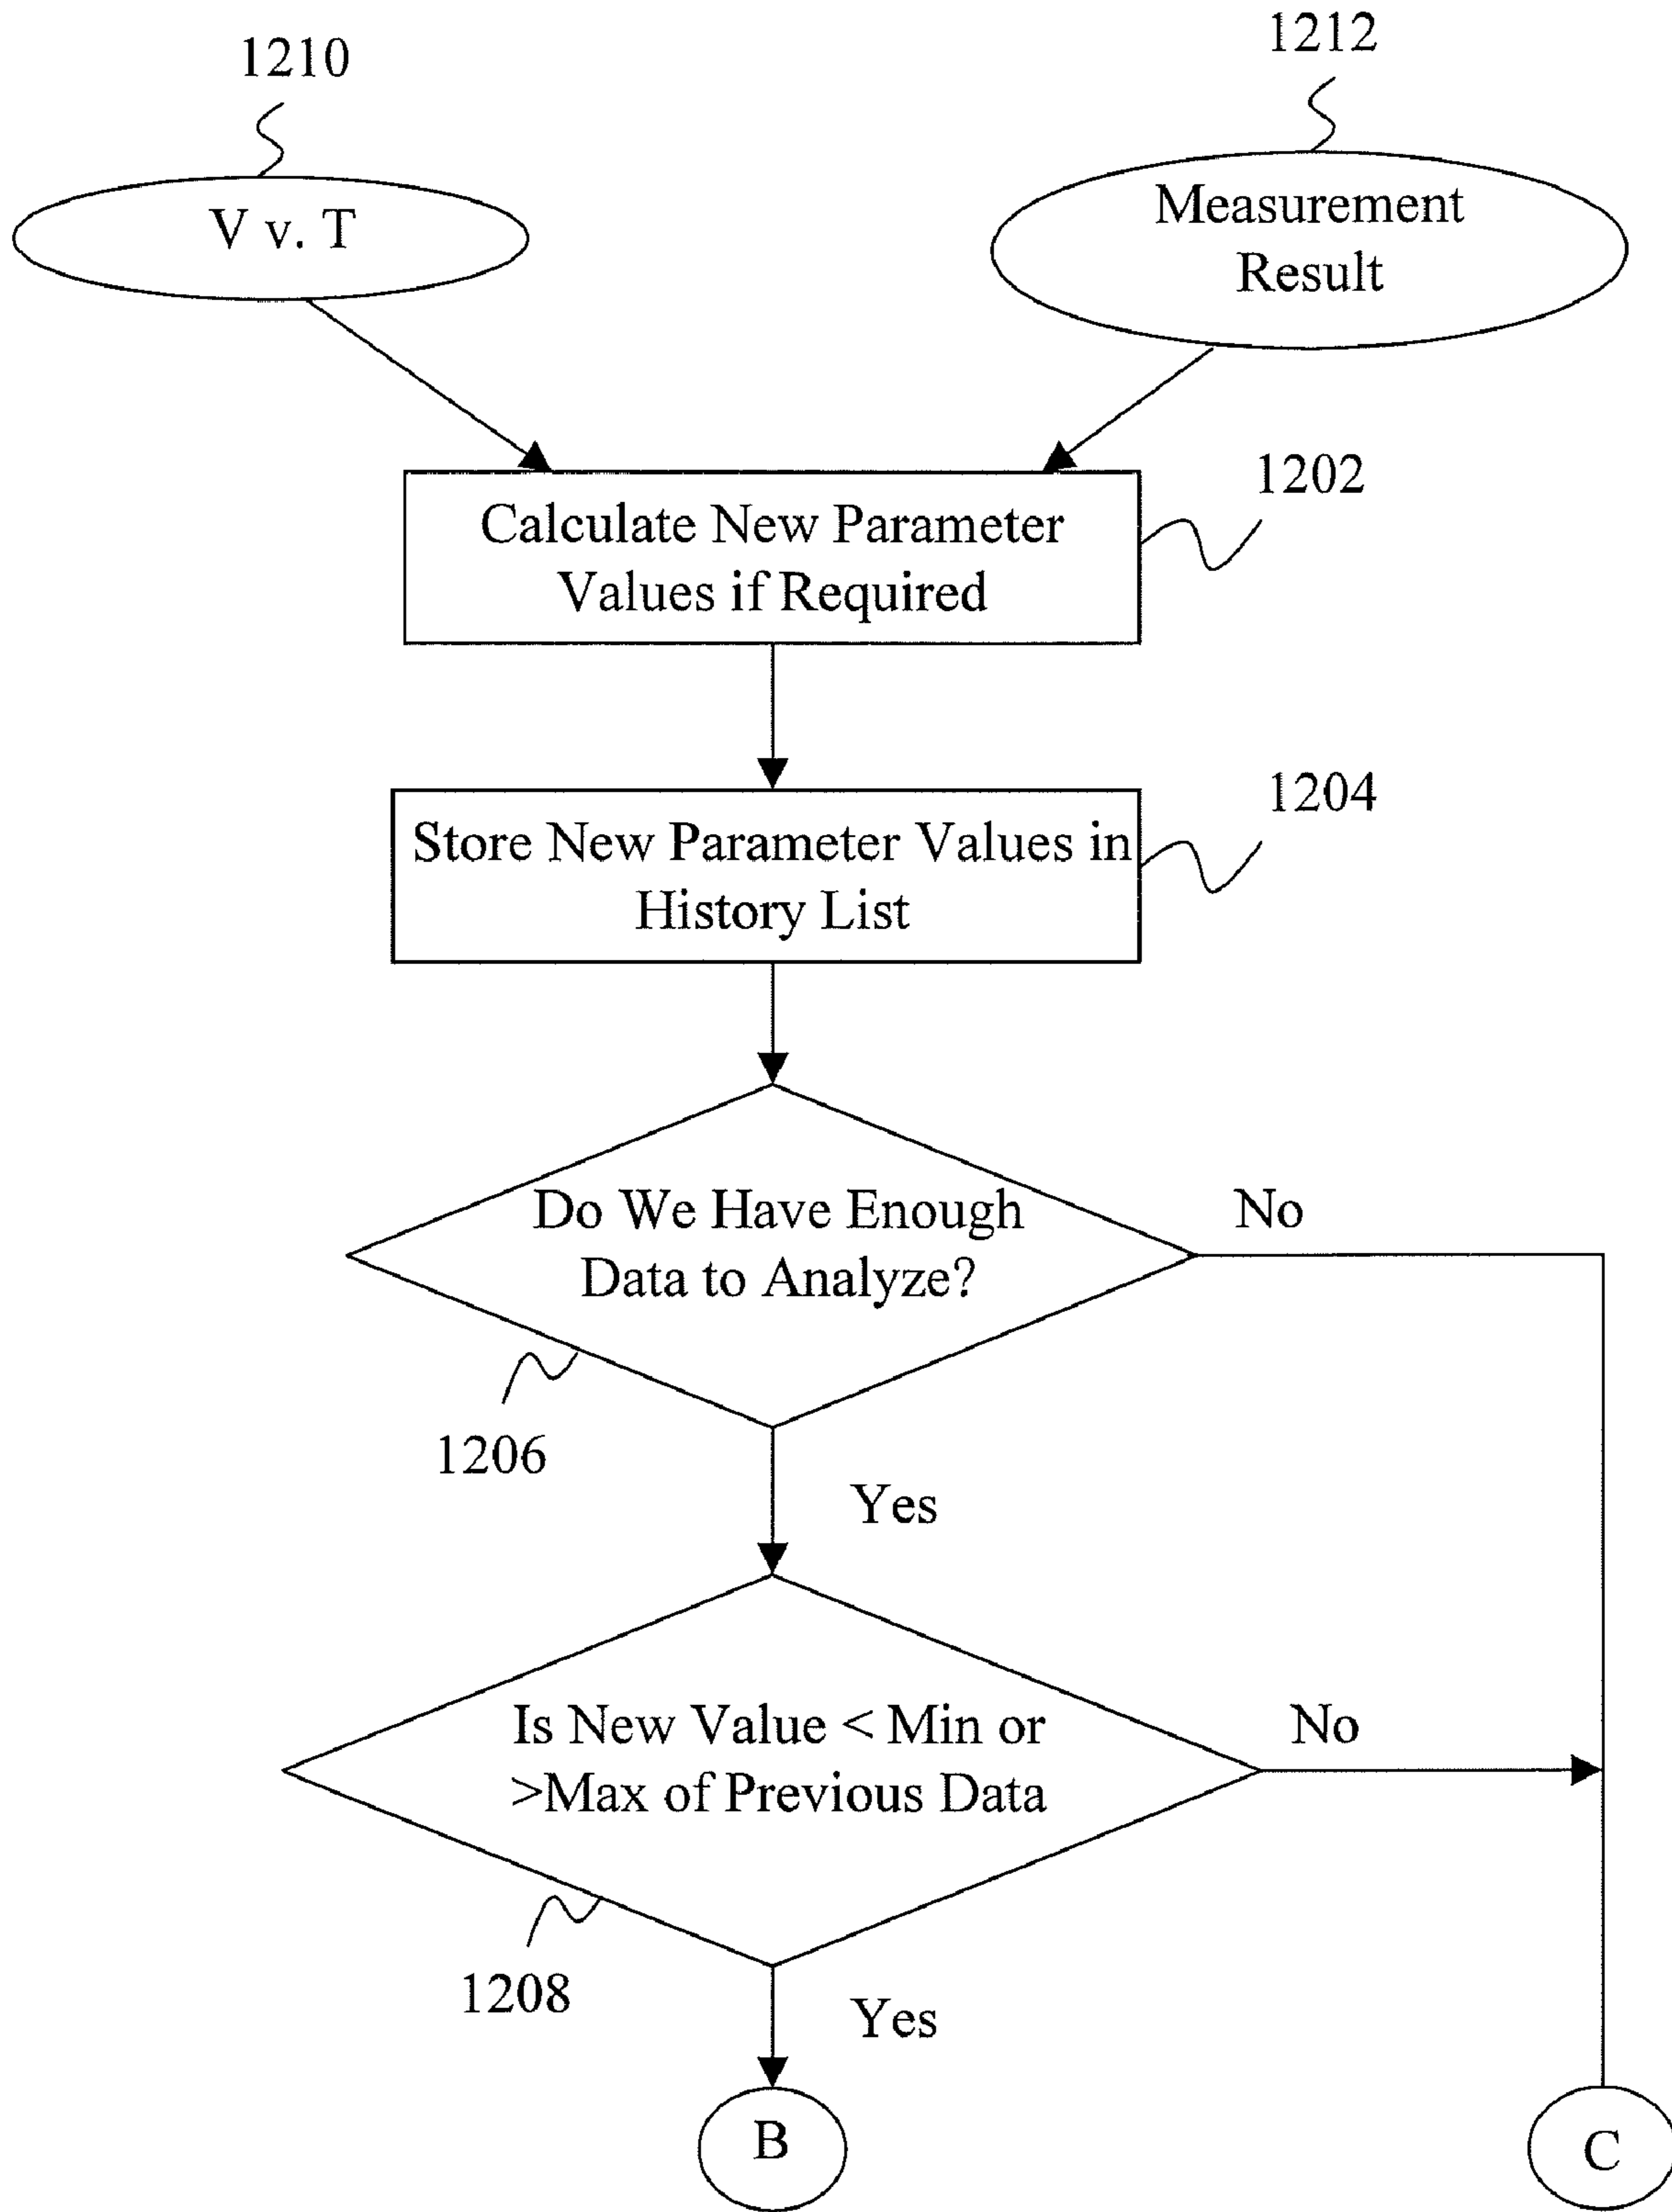 1210
1212
V v. T
Measurement
Result
1202
Calculate New Parameter
Values if Required
1204
Store New Parameter Values in
History List
Do We Have Enough
Data to Analyze?
No
1206
Yes
Is New Value < Min or
>Max of Previous Data
No
1208
Yes
B
C